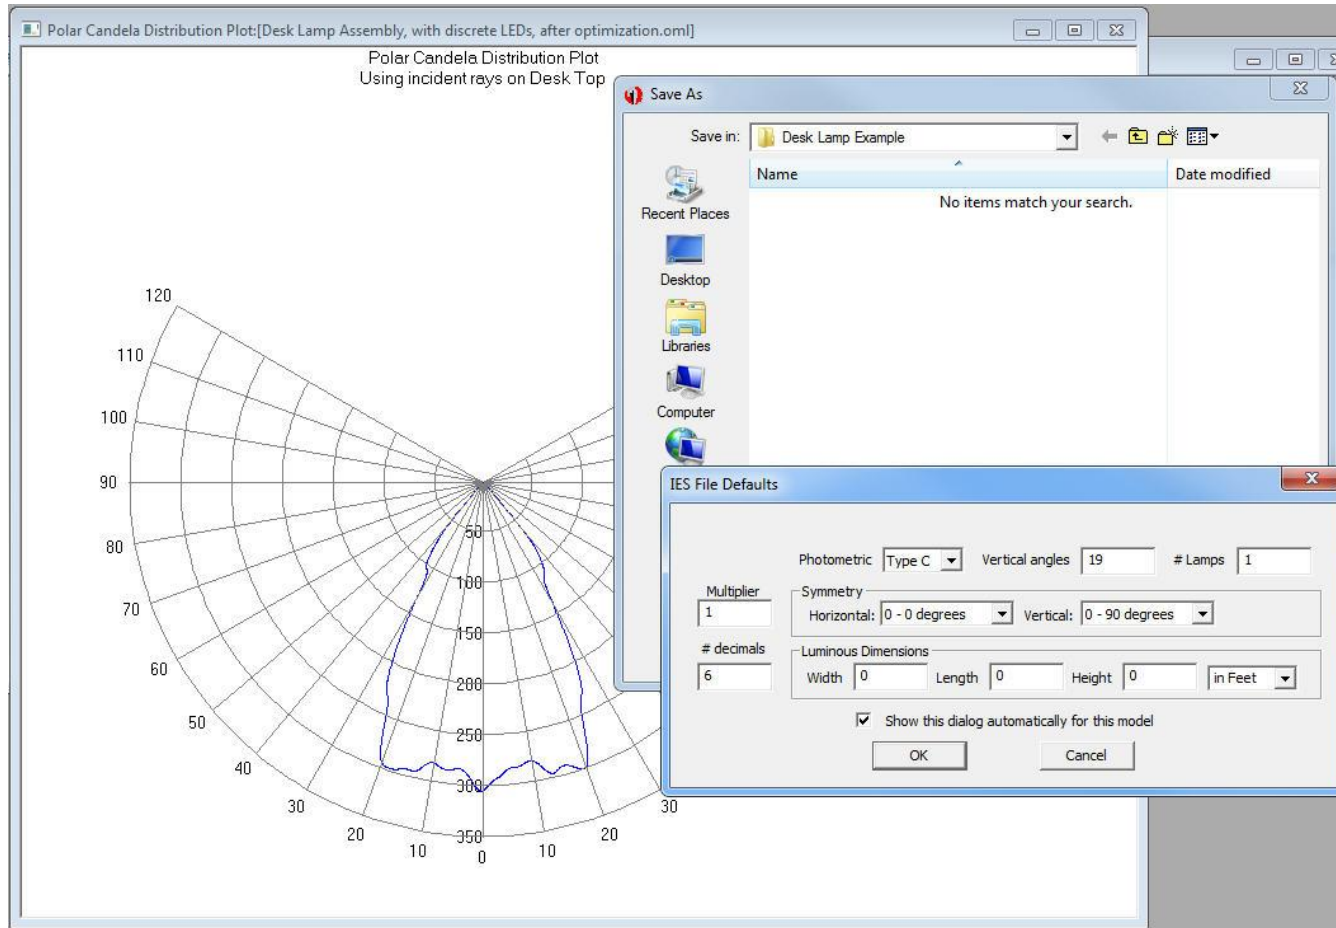 Polar Candela Distribution Plot:[Desk Lamp Assembly, with discrete LEDs, after optimization.oml]
Polar Candela Distribution Plot
Using incident rays on Desk Top
Save As
Save in: Desk Lamp Example
Name Date modified
No items match your search.
Recent Places
Desktop
Libraries
Computer
120
110
100
90
80
70
60
50
40
30
20
10
0
10
20
30
50
100
150
200
250
300
350
IES File Defaults
Photometric Type C Vertical angles 19 # Lamps 1
Multiplier
1
Symmetry
Horizontal: 0 - 0 degrees Vertical: 0 - 90 degrees
# decimals
6
Luminous Dimensions
Width 0 Length 0 Height 0 in Feet
Show this dialog automatically for this model
OK Cancel